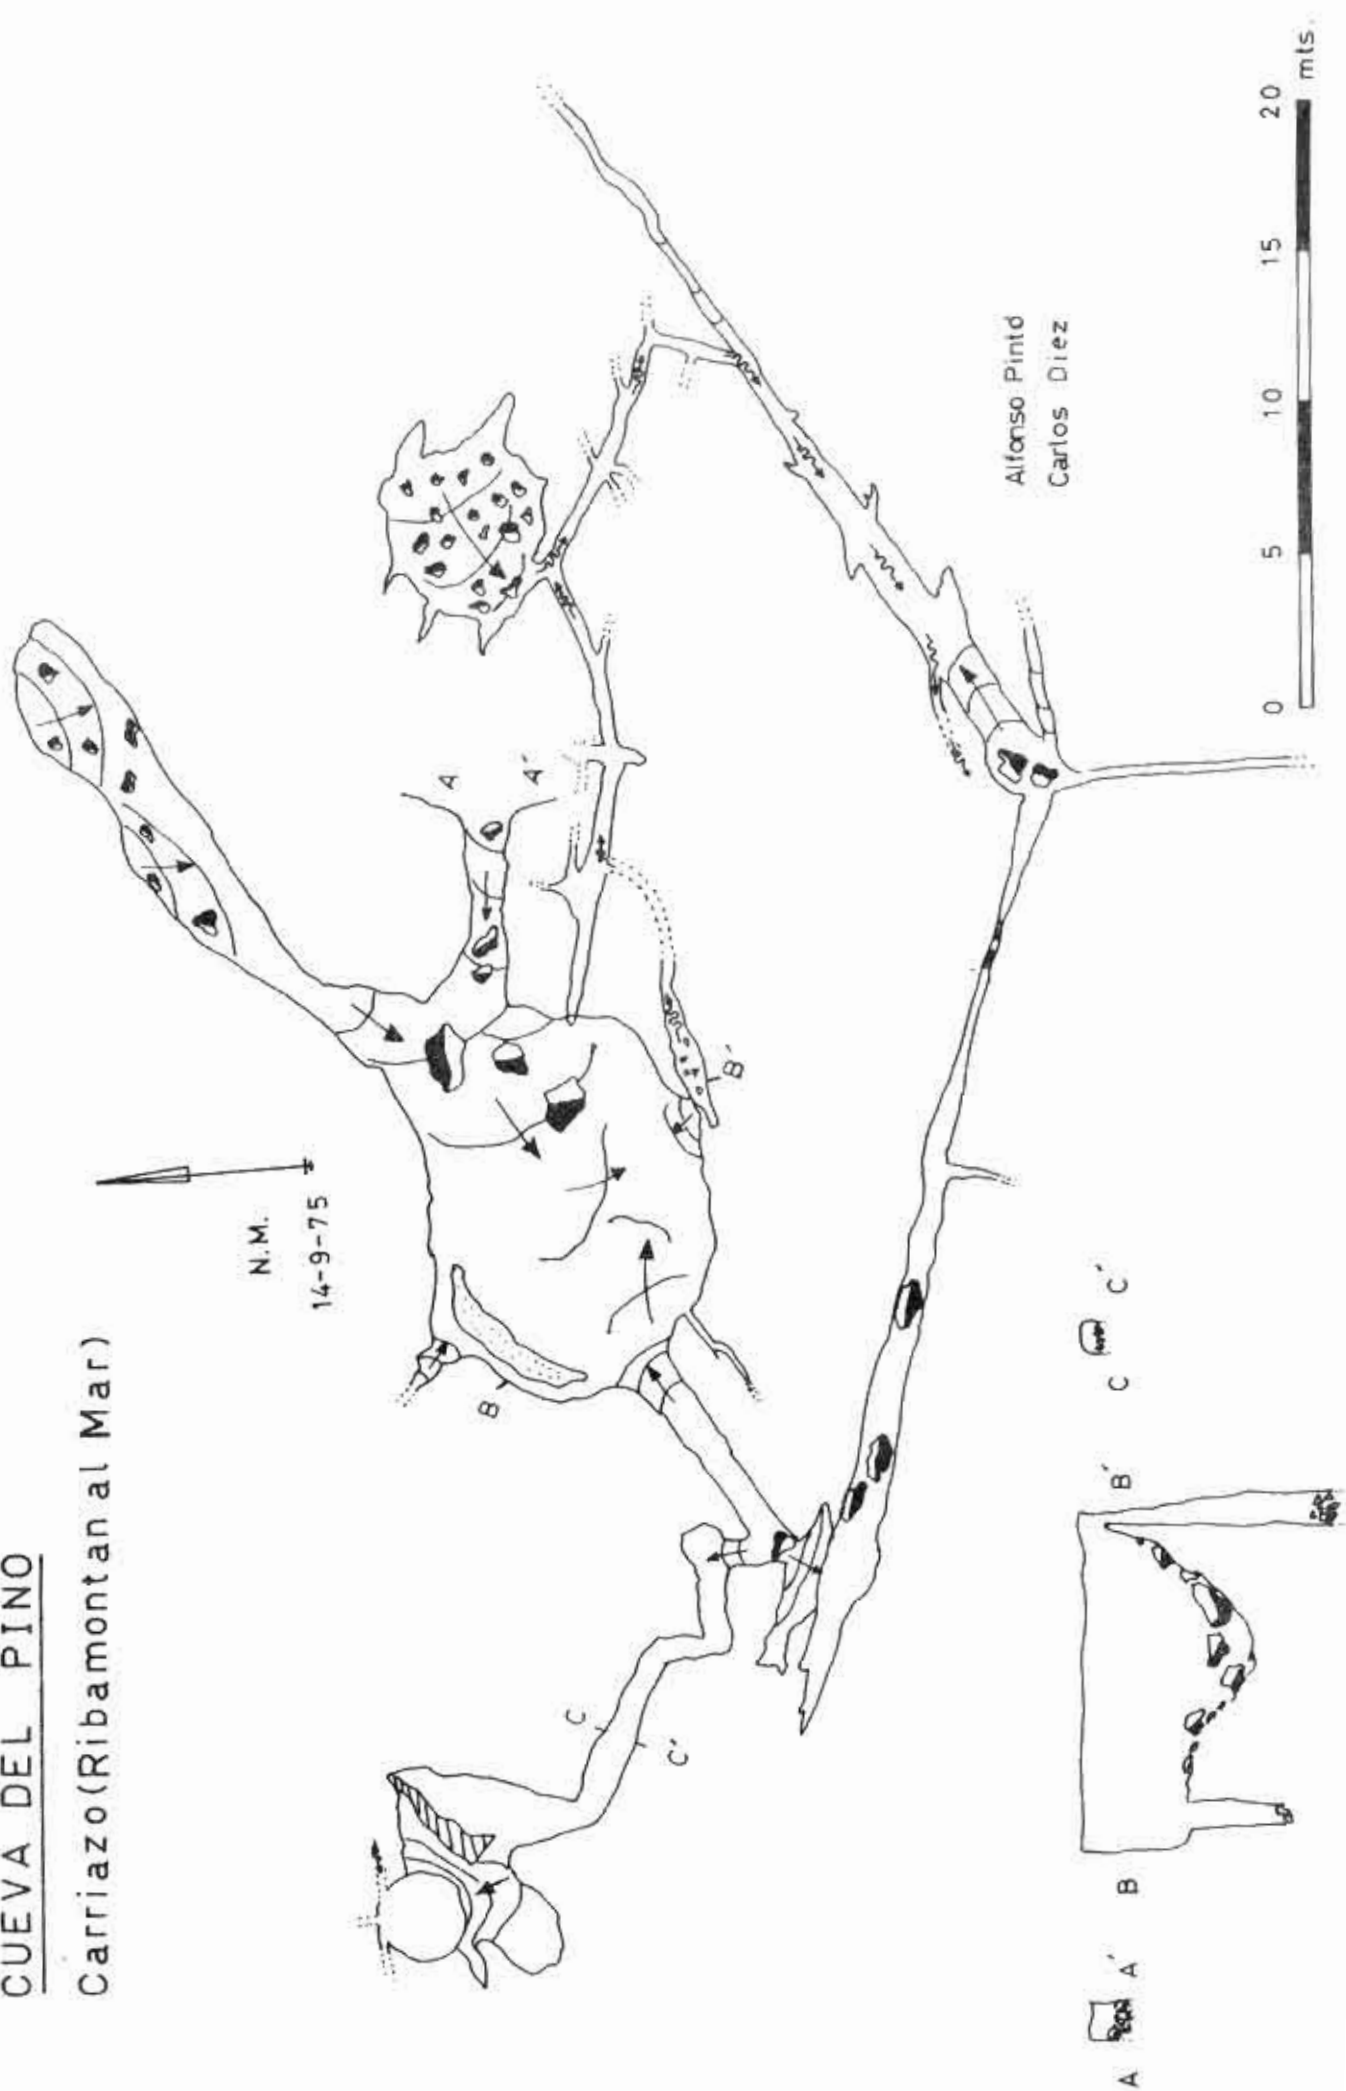 CUEVA DEL PINO
Carriazo (Ribamontan al Mar)
N.M.
14-9-75
A
A´
B
B´
C
C´
Alfonso Pinto
Carlos Diez
0 5 10 15 20 mts.
A A´ B B´ C C´